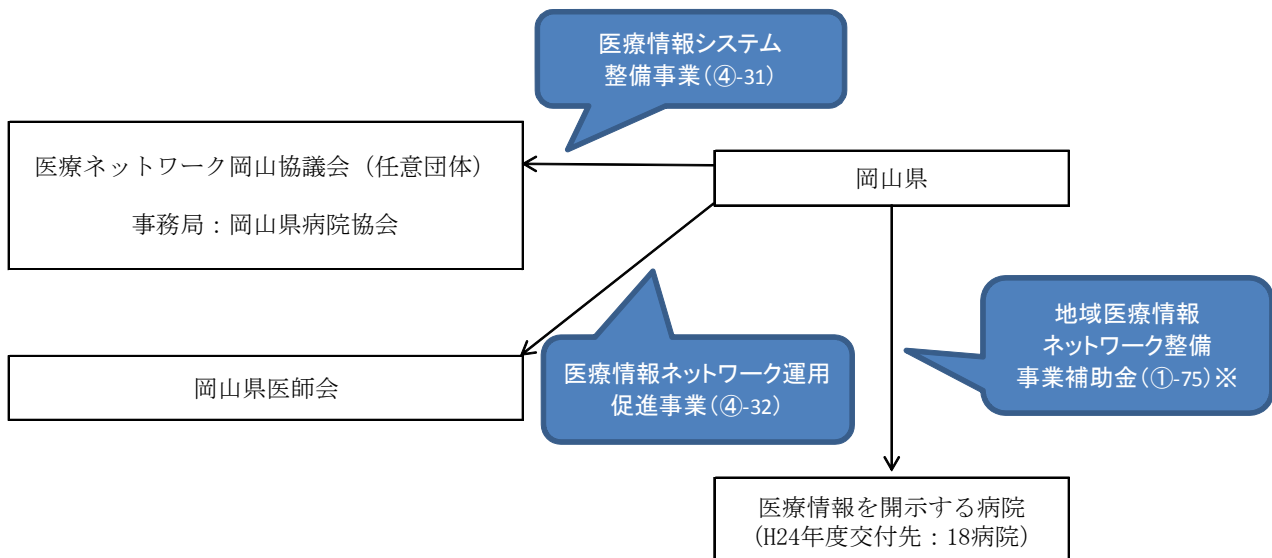 医療情報システム
整備事業(④-31)
医療ネットワーク岡山協議会（任意団体）
事務局：岡山県病院協会
岡山県
地域医療情報
ネットワーク整備
事業補助金(①-75)※
岡山県医師会
医療情報ネットワーク運用
促進事業(④-32)
医療情報を開示する病院
（H24年度交付先：18病院）